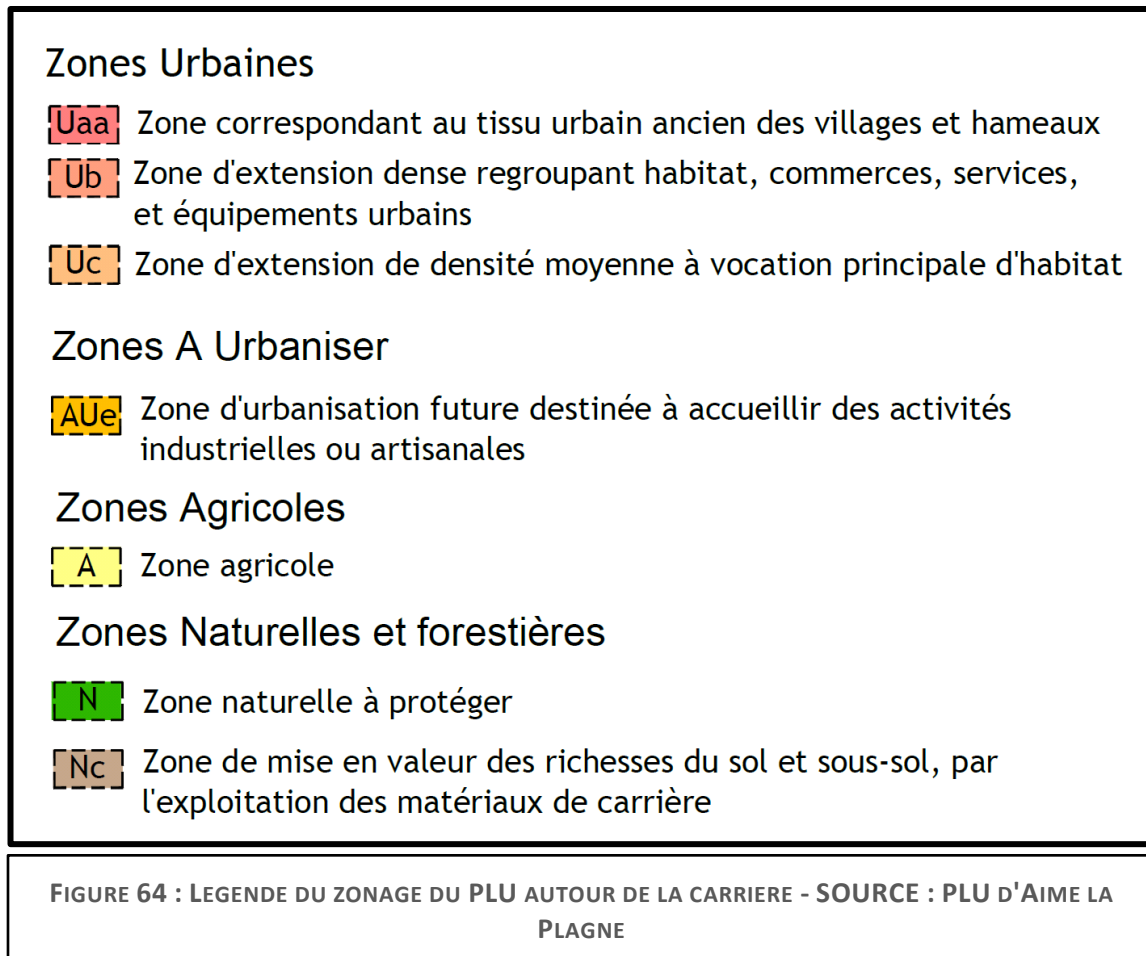 Zones Urbaines
Uaa Zone correspondant au tissu urbain ancien des villages et hameaux
Ub Zone d'extension dense regroupant habitat, commerces, services,
et équipements urbains
Uc Zone d'extension de densité moyenne à vocation principale d'habitat
Zones A Urbaniser
AUe Zone d'urbanisation future destinée à accueillir des activités
industrielles ou artisanales
Zones Agricoles
A Zone agricole
Zones Naturelles et forestières
N Zone naturelle à protéger
Nc Zone de mise en valeur des richesses du sol et sous-sol, par
l'exploitation des matériaux de carrière
FIGURE 64 : LEGENDE DU ZONAGE DU PLU AUTOUR DE LA CARRIERE - SOURCE : PLU D'AIME LA
PLAGNE